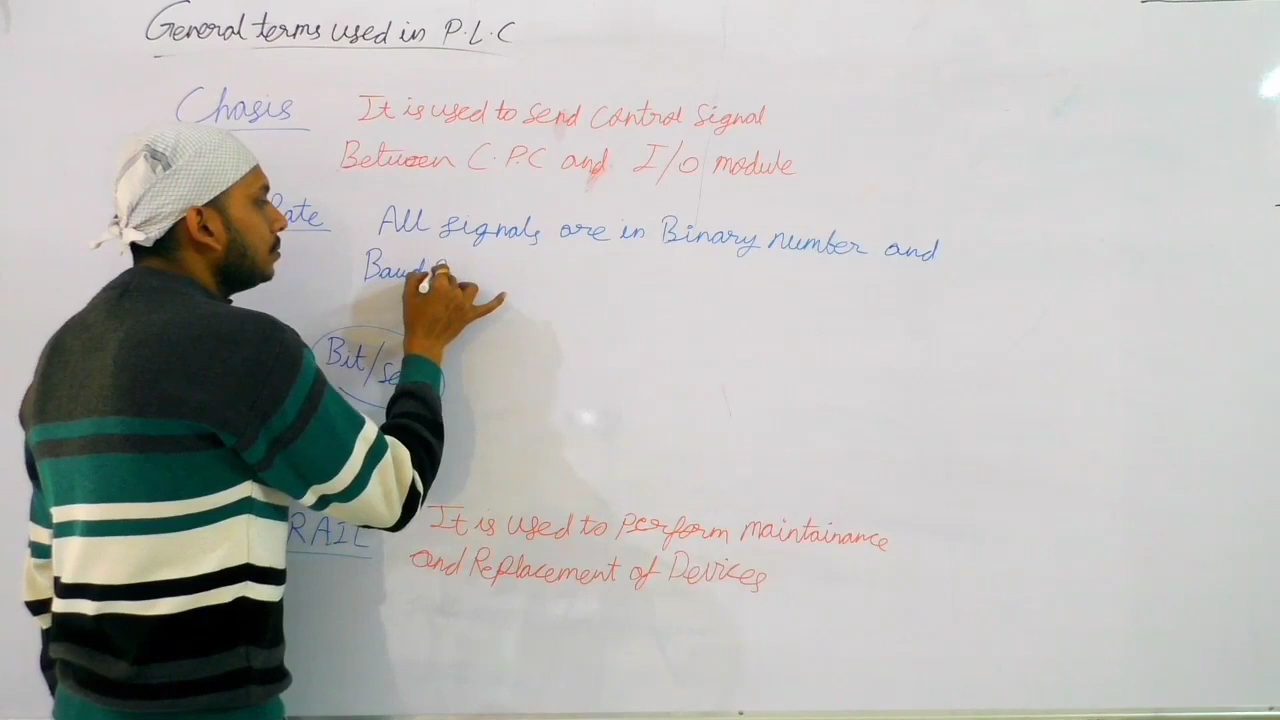 General terms used in P.L.C
Chasis It is used to send control signal
Between C.P.C and I/O module
Rate All signals are in Binary number and
Baud
Bit/se
RAIL It is used to perform maintainance
and Replacement of Devices